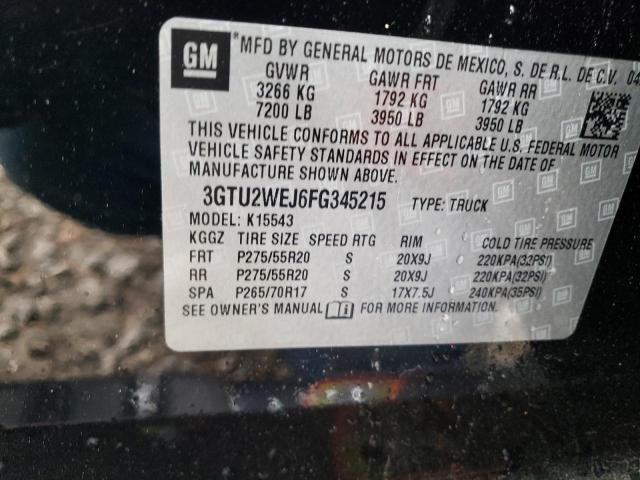 GM
*MFD BY GENERAL MOTORS DE MEXICO, S. DE R.L. DE C.V. 04
GVWR GAWR FRT GAWR RR
3266 KG 1792 KG 1792 KG
7200 LB 3950 LB 3950 LB
THIS VEHICLE CONFORMS TO ALL APPLICABLE U.S. FEDERAL MOTOR
VEHICLE SAFETY STANDARDS IN EFFECT ON THE DATE OF
MANUFACTURE SHOWN ABOVE.
3GTU2WEJ6FG345215 TYPE: TRUCK
MODEL: K15543
KGGZ TIRE SIZE SPEED RTG RIM COLD TIRE PRESSURE
FRT P275/55R20 S 20X9J 220KPA(32PSI)
RR P275/55R20 S 20X9J 220KPA(32PSI)
SPA P265/70R17 S 17X7.5J 240KPA(35PSI)
SEE OWNER'S MANUAL FOR MORE INFORMATION.